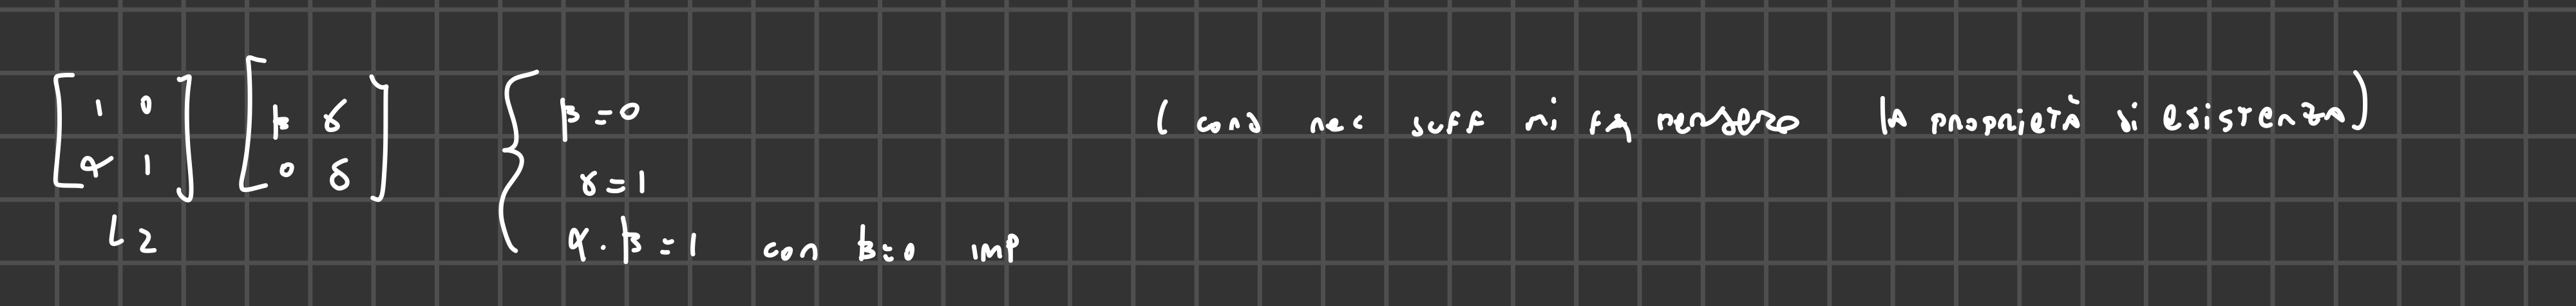 [1 0 [β γ { β=0 (cond nec suff mi fa perdere la proprietà di esistenza)
α 1] 0 δ] γ=1
L2 α·β=1 con β=0 imp